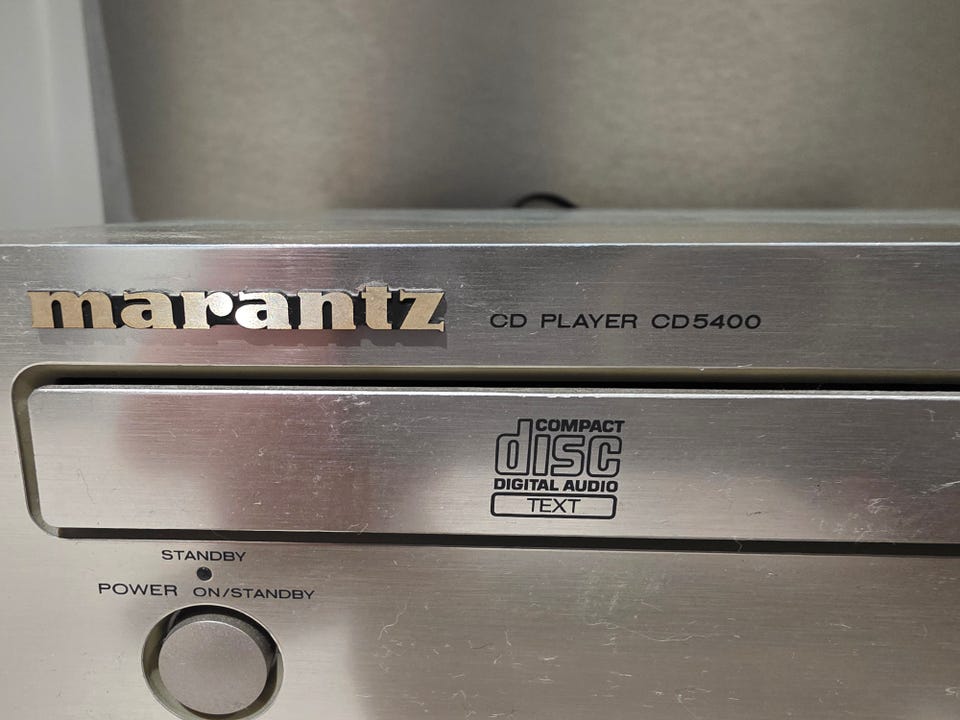 marantz
CD PLAYER CD5400
COMPACT
disc
DIGITAL AUDIO
TEXT
STANDBY
POWER ON/STANDBY